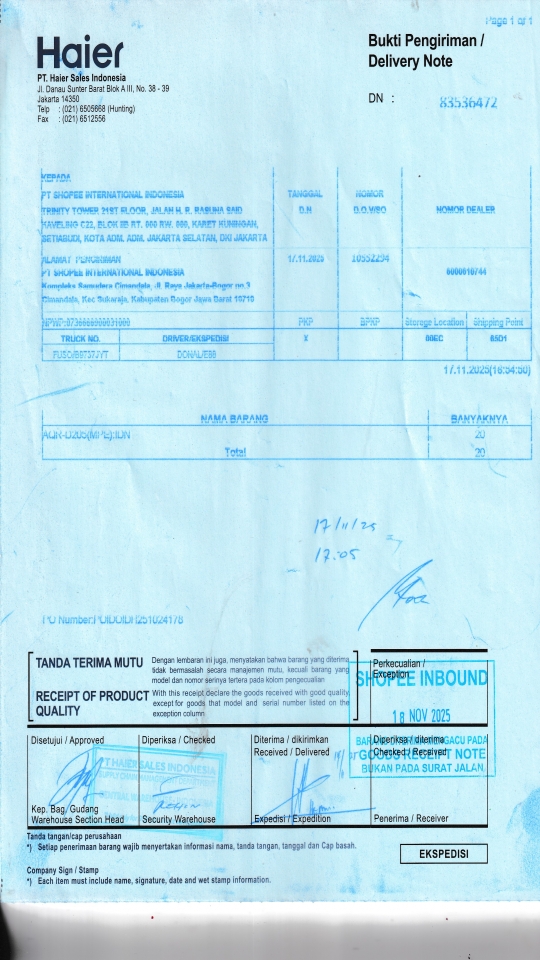 Page 1 of 1
Haier
Bukti Pengiriman /
Delivery Note
PT. Haier Sales Indonesia
Jl. Danau Sunter Barat Blok A III, No. 38 - 39
Jakarta 14350
Telp : (021) 6505668 (Hunting)
Fax : (021) 6512556
DN : 83536472
KEPADA
PT SHOPEE INTERNATIONAL INDONESIA
TRINITY TOWER 21ST FLOOR, JALAN H. R. RASUNA SAID
KAVELING C22, BLOK IIB RT. 000 RW. 000, KARET KUNINGAN,
SETIABUDI, KOTA ADM. ADM. JAKARTA SELATAN, DKI JAKARTA
TANGGAL D.N
NOMOR D.O.W/SO
NOMOR DEALER
ALAMAT PENGIRIMAN
PT SHOPEE INTERNATIONAL INDONESIA
Kompleks Samudera Cimandala, Jl. Raya Jakarta-Bogor no.3
Cimandala, Kec Sukaraja, Kabupaten Bogor Jawa Barat 16710
17.11.2025
10552294
6000010744
PKP BPKP Storage Location Shipping Point
TRUCK NO. DRIVER/EKSPEDISI X 00EC 65D1
FUSO/B9737JYT DONAL/E88
17.11.2025(16:54:50)
NAMA BARANG BANYAKNYA
AQR-D205(MPE):IDN 20
Total 20
17/11/25
17.05
TANDA TERIMA MUTU
Dengan lembaran ini juga, menyatakan bahwa barang yang diterima
tidak bermasalah secara manajemen mutu, kecuali barang yang
model dan nomor serinya tertera pada kolom pengecualian
RECEIPT OF PRODUCT
QUALITY
With this receipt declare the goods received with good quality,
except for goods that model and serial number listed on the
exception column
Perkecualian /
Exception
SHOPEE INBOUND
18 NOV 2025
GOODS RECEIPT NOTE
BUKAN PADA SURAT JALAN
Disetujui / Approved
Diperiksa / Checked
Diterima / dikirimkan
Received / Delivered
Diperiksa / diterima
Checked / Received
PT HAIER SALES INDONESIA
Kep. Bag. Gudang
Warehouse Section Head
Security Warehouse
Expedisi / Expedition
Penerima / Receiver
Tanda tangan/cap perusahaan
*) Setiap penerimaan barang wajib menyertakan informasi nama, tanda tangan, tanggal dan Cap basah.
EKSPEDISI
Company Sign / Stamp
*) Each item must include name, signature, date and wet stamp information.